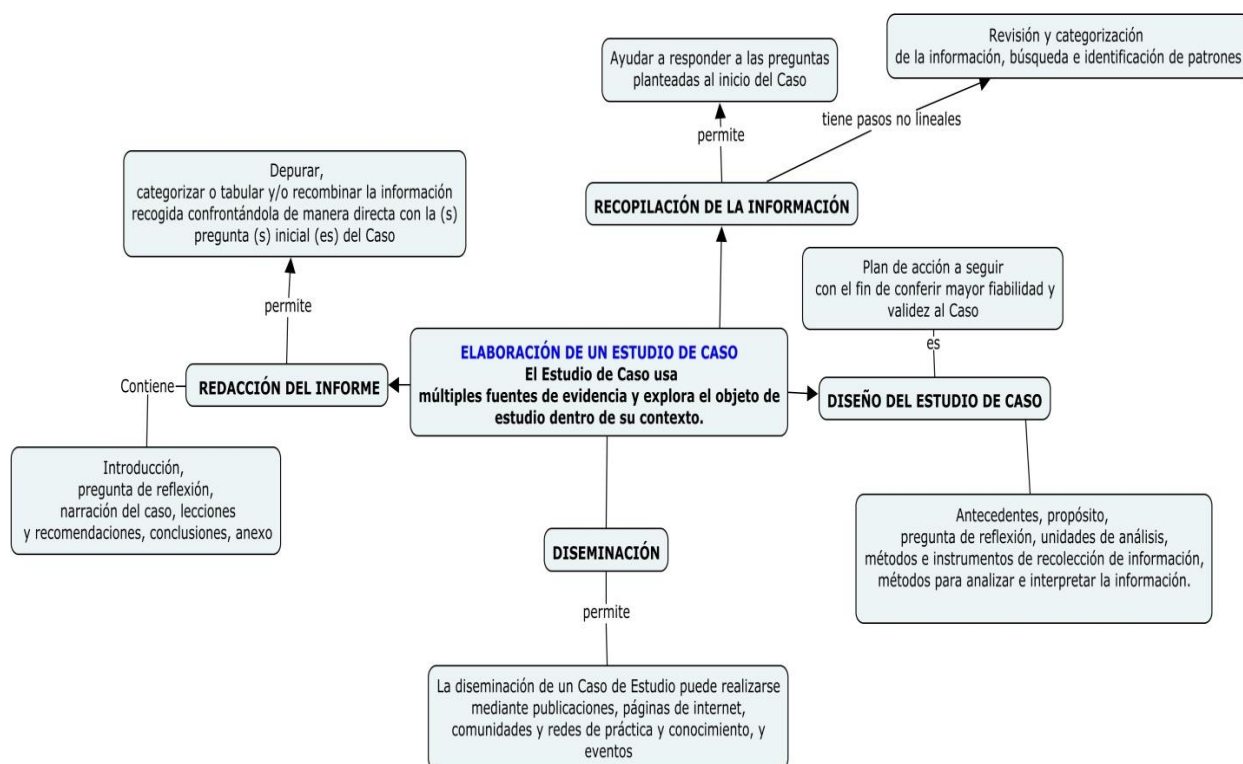 Ayudar a responder a las preguntas
planteadas al inicio del Caso
Revisión y categorización
de la información, búsqueda e identificación de patrones
permite
tiene pasos no lineales
RECOPILACIÓN DE LA INFORMACIÓN
Depurar,
categorizar o tabular y/o recombinar la información
recogida confrontándola de manera directa con la (s)
pregunta (s) inicial (es) del Caso
permite
Plan de acción a seguir
con el fin de conferir mayor fiabilidad y
validez al Caso
es
ELABORACIÓN DE UN ESTUDIO DE CASO
El Estudio de Caso usa
múltiples fuentes de evidencia y explora el objeto de
estudio dentro de su contexto.
Contiene
REDACCIÓN DEL INFORME
DISEÑO DEL ESTUDIO DE CASO
Introducción,
pregunta de reflexión,
narración del caso, lecciones
y recomendaciones, conclusiones, anexo
Antecedentes, propósito,
pregunta de reflexión, unidades de análisis,
métodos e instrumentos de recolección de información,
métodos para analizar e interpretar la información.
DISEMINACIÓN
permite
La diseminación de un Caso de Estudio puede realizarse
mediante publicaciones, páginas de internet,
comunidades y redes de práctica y conocimiento, y
eventos